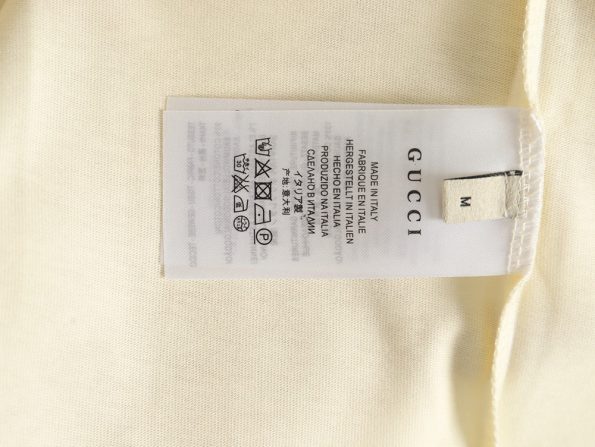 GUCCI
M
MADE IN ITALY
FABRIQUE EN ITALIE
HERGESTELLT IN ITALIEN
HECHO EN ITALIA
PRODUZIDO NA ITALIA
СДЕЛАНО В ИТАЛИИ
イタリア製
产地:意大利